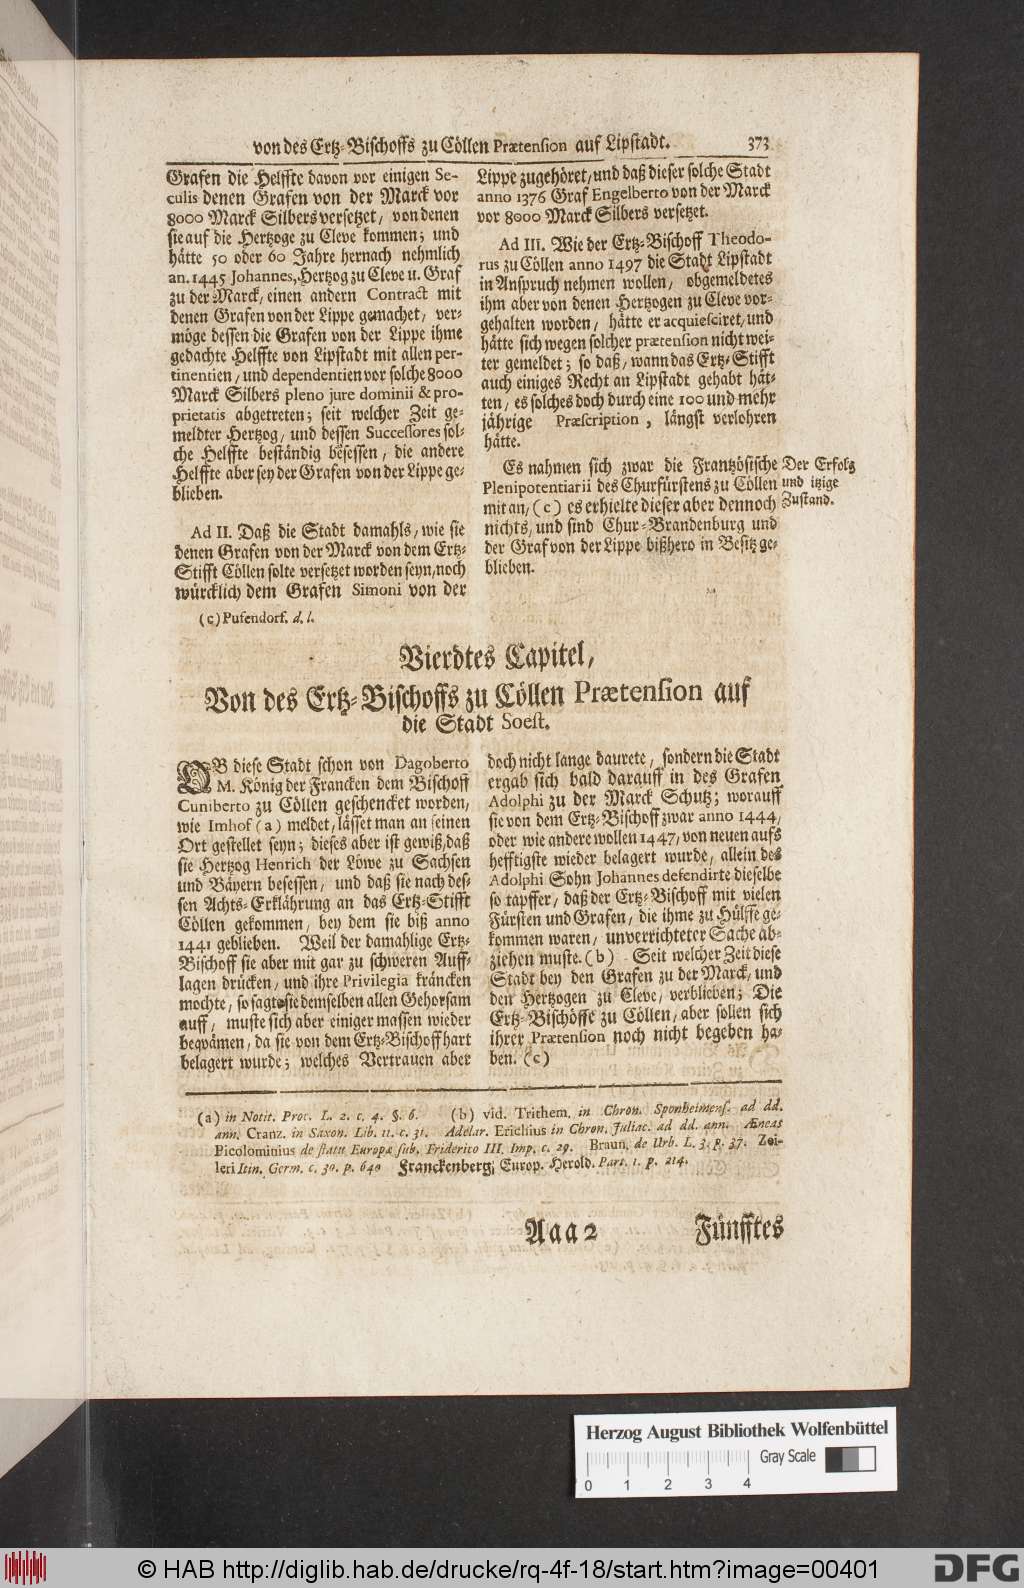 von des Ertz-Bischoffs zu Cöllen Prætension auf Lipstadt. 373
Grafen die Helffte davon vor einigen Se-
culis denen Grafen von der Marck vor
8000 Marck Silbers versetzet, von denen
sie auf die Hertzoge zu Cleve kommen; und
hätte 50 oder 60 Jahre hernach nehmlich
an. 1445 Johannes, Hertzog zu Cleve u. Graf
zu der Marck, einen andern Contract mit
denen Grafen von der Lippe gemachet, ver-
möge dessen die Grafen von der Lippe ihme
gedachte Helffte von Lipstadt mit allen per-
tinentien, und dependentien vor solche 8000
Marck Silbers pleno jure dominii & pro-
prietatis abgetreten; seit welcher Zeit ge-
meldter Hertzog, und dessen Successores sol-
che Helffte beständig besessen, die andere
Helffte aber sey der Grafen von der Lippe ge-
blieben.
Ad II. Daß die Stadt damahls, wie sie
denen Grafen von der Marck von dem Ertz-
Stifft Cöllen solte versetzet worden seyn, noch
würcklich dem Grafen Simoni von der
Lippe zugehöret, und daß dieser solche Stadt
anno 1376 Graf Engelberto von der Marck
vor 8000 Marck Silbers versetzet.
Ad III. Wie der Ertz-Bischoff Theodo-
rus zu Cöllen anno 1497 die Stadt Lipstadt
in Anspruch nehmen wollen, obgemeldetes
ihm aber von denen Hertzogen zu Cleve vor-
gehalten worden, hätte er acquiesciret, und
hätte sich wegen solcher prætension nicht wei-
ter gemeldet; so daß, wann das Ertz-Stifft
auch einiges Recht an Lipstadt gehabt hät-
ten, es solches doch durch eine 100 und mehr
jährige Præscription, längst verlohren
hätte.
Es nahmen sich zwar die Frantzösische
Plenipotentiarii des Churfürstens zu Cöllen
mit an, (c) es erhielte dieser aber dennoch
nichts, und sind Chur-Brandenburg und
der Graf von der Lippe bißhero in Besitz ge-
blieben.
Der Erfolg
und itzige
Zustand.
(c) Pufendorf. d. l.
Vierdtes Capitel,
Von des Ertz-Bischoffs zu Cöllen Prætension auf
die Stadt Soest.
OB diese Stadt schon von Dagoberto
M. König der Francken dem Bischoff
Cuniberto zu Cöllen geschencket worden,
wie Imhof (a) meldet, lässet man an seinen
Ort gestellet seyn; dieses aber ist gewiß, daß
sie Hertzog Henrich der Löwe zu Sachsen
und Bäyern besessen, und daß sie nach des-
sen Achts-Erklährung an das Ertz-Stifft
Cöllen gekommen, bey dem sie biß anno
1441 geblieben. Weil der damahlige Ertz-
Bischoff sie aber mit gar zu schweren Auff-
lagen drücken, und ihre Privilegia kräncken
mochte, so sagte sie demselben allen Gehorsam
auff, muste sich aber einiger massen wieder
beqvämen, da sie von dem Ertz-Bischoff hart
belagert wurde; welches Vertrauen aber
doch nicht lange daurete, sondern die Stadt
ergab sich bald darauff in des Grafen
Adolphi zu der Marck Schutz; worauff
sie von dem Ertz-Bischoff zwar anno 1444,
oder wie andere wollen 1447, von neuen aufs
hefftigste wieder belagert wurde, allein des
Adolphi Sohn Johannes defendirte dieselbe
so tapffer, daß der Ertz-Bischoff mit vielen
Fürsten und Grafen, die ihme zu Hülffe ge-
kommen waren, unverrichteter Sache ab-
ziehen muste. (b) Seit welcher Zeit diese
Stadt bey den Grafen zu der Marck, und
den Hertzogen zu Cleve, verblieben; Die
Ertz-Bischöffe zu Cöllen, aber sollen sich
ihrer Prætension noch nicht begeben ha-
ben. (c)
(a) in Notit. Proc. L. 2. c. 4. §. 6. (b) vid. Trithem. in Chron. Sponheimens. ad dd.
ann. Cranz. in Saxon. Lib. 11. c. 31. Adelar. Erichius in Chron. Juliac. ad dd. ann. Æneas
Picolominius de statu Europæ sub. Friderico III. Imp. c. 29. Braun. de Urb. L. 3. p. 37. Zei-
leri Itin. Germ. c. 30. p. 640 Franckenberg; Europ. Herold. Pars. 1. p. 214.
Aaa 2 Fünfftes
Herzog August Bibliothek Wolfenbüttel
Gray Scale
0 1 2 3 4
© HAB http://diglib.hab.de/drucke/rq-4f-18/start.htm?image=00401
DFG